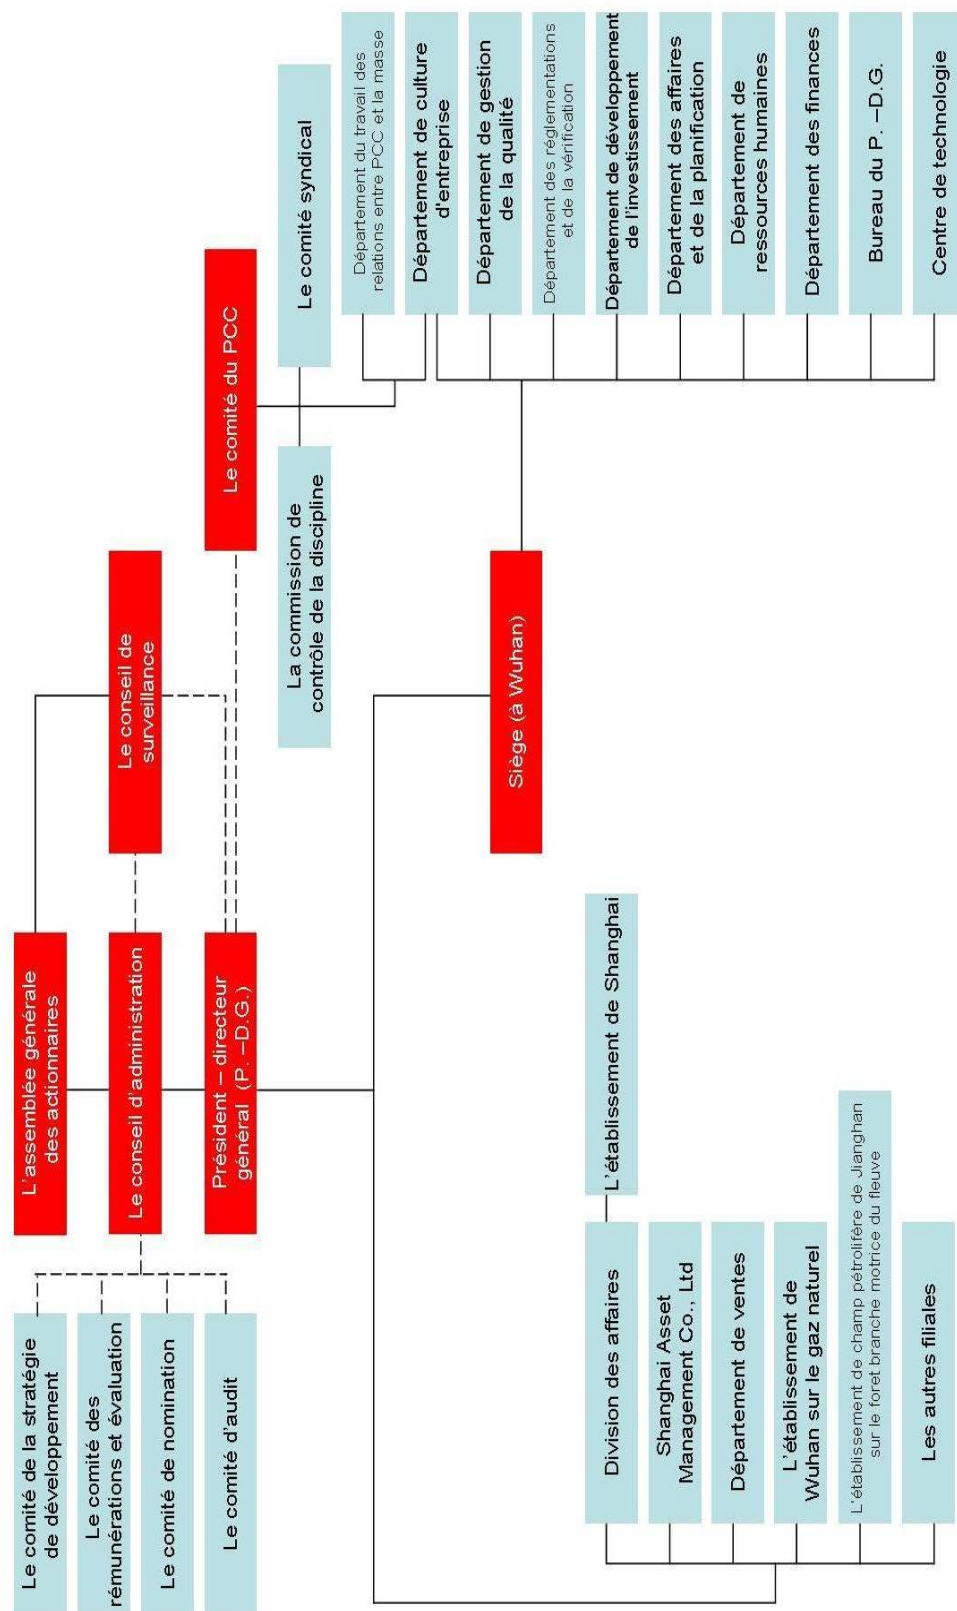 L'assemblée générale
des actionnaires
Le conseil de
surveillance
Le conseil d'administration
Président – directeur
général (P. –D.G.)
Le comité du PCC
Le comité de la stratégie
de développement
Le comité des
rémunérations et évaluation
Le comité de nomination
Le comité d'audit
La commission de
contrôle de la discipline
Le comité syndical
Département du travail des
relations entre PCC et la masse
Département de culture
d'entreprise
Département de gestion
de la qualité
Département des réglementations
et de la vérification
Département de développement
de l'investissement
Département des affaires
et de la planification
Département de
ressources humaines
Département des finances
Bureau du P. –D.G.
Centre de technologie
Siège (à Wuhan)
Division des affaires
L'établissement de Shanghai
Shanghai Asset
Management Co., Ltd
Département de ventes
L'établissement de
Wuhan sur le gaz naturel
L'établissement de champ pétrolifère de Jianghan
sur le foret branche motrice du fleuve
Les autres filiales